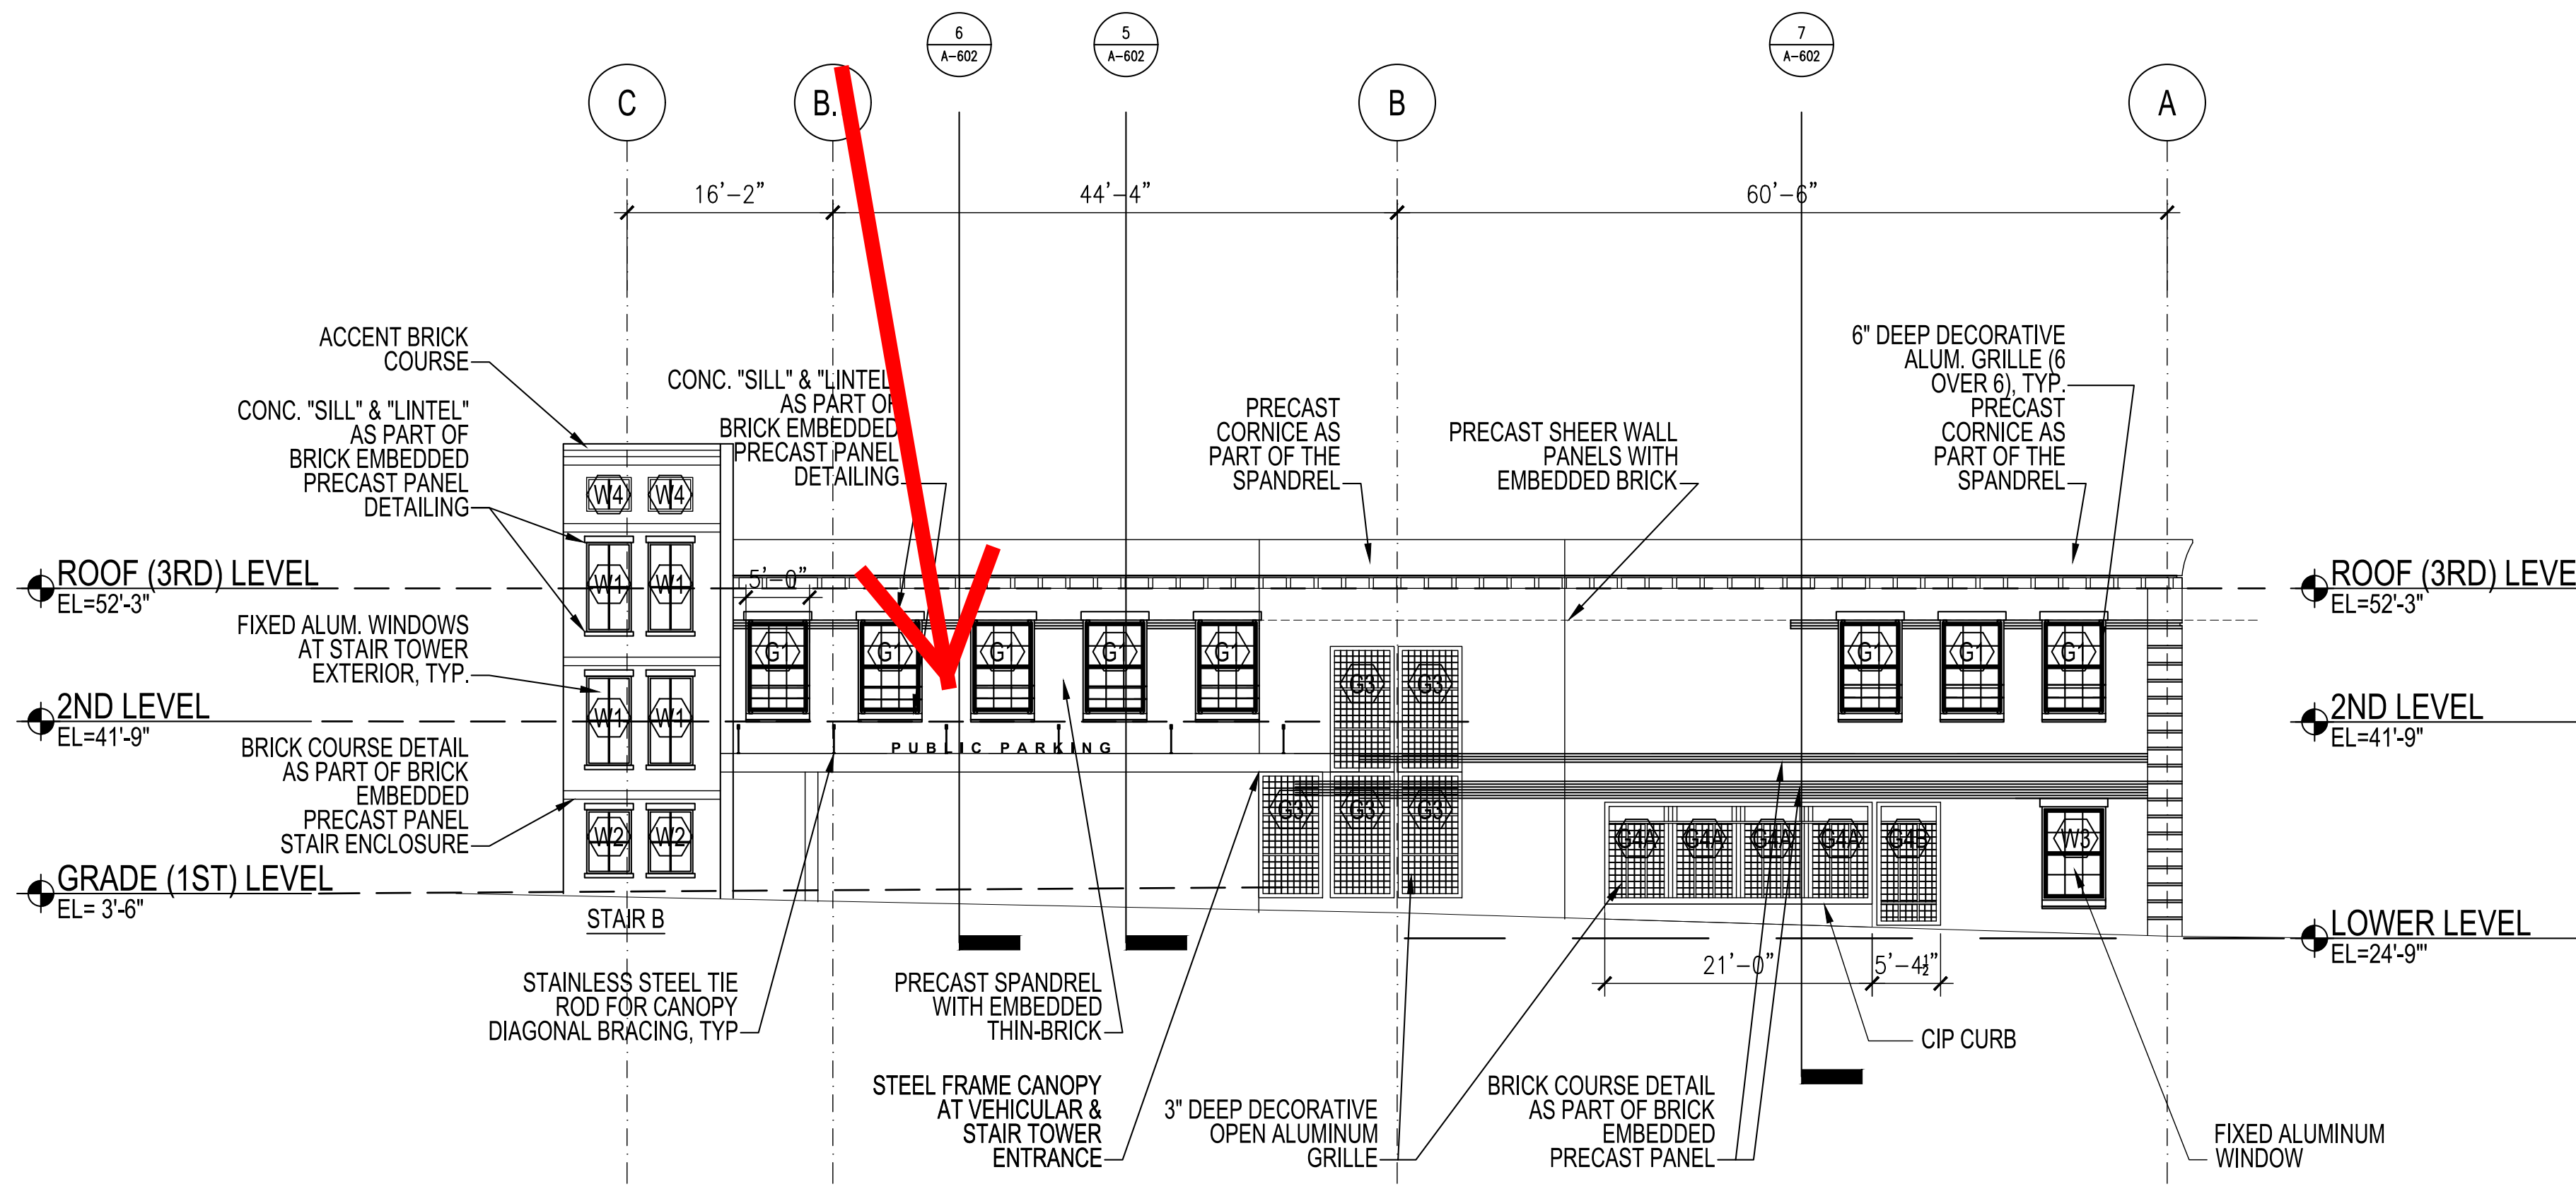 6
A-602
5
A-602
7
A-602
C
B.
B
A
16'-2"
44'-4"
60'-6"
ACCENT BRICK
COURSE
CONC. "SILL" & "LINTEL"
AS PART OF
BRICK EMBEDDED
PRECAST PANEL
DETAILING
CONC. "SILL" & "LINTEL
AS PART OF
BRICK EMBEDDED
PRECAST PANEL
DETAILING
PRECAST
CORNICE AS
PART OF THE
SPANDREL
PRECAST SHEER WALL
PANELS WITH
EMBEDDED BRICK
6" DEEP DECORATIVE
ALUM. GRILLE (6
OVER 6), TYP.
PRECAST
CORNICE AS
PART OF THE
SPANDREL
W4 W4
ROOF (3RD) LEVEL
EL=52'-3"
W1 W1
5'-0"
ROOF (3RD) LEVE
EL=52'-3"
FIXED ALUM. WINDOWS
AT STAIR TOWER
EXTERIOR, TYP.
G1 G1 G1 G1 G1
G1 G1 G1
G3 G3
2ND LEVEL
EL=41'-9"
W1 W1
2ND LEVEL
EL=41'-9"
PUBLIC PARKING
BRICK COURSE DETAIL
AS PART OF BRICK
EMBEDDED
PRECAST PANEL
STAIR ENCLOSURE
W2 W2
G3 G3 G3
G4A G4A G4A G4A G4B
W3
GRADE (1ST) LEVEL
EL= 3'-6"
STAIR B
LOWER LEVEL
EL=24'-9'"
21'-0"
5'-4½"
STAINLESS STEEL TIE
ROD FOR CANOPY
DIAGONAL BRACING, TYP
PRECAST SPANDREL
WITH EMBEDDED
THIN-BRICK
CIP CURB
STEEL FRAME CANOPY
AT VEHICULAR &
STAIR TOWER
ENTRANCE
3" DEEP DECORATIVE
OPEN ALUMINUM
GRILLE
BRICK COURSE DETAIL
AS PART OF BRICK
EMBEDDED
PRECAST PANEL
FIXED ALUMINUM
WINDOW